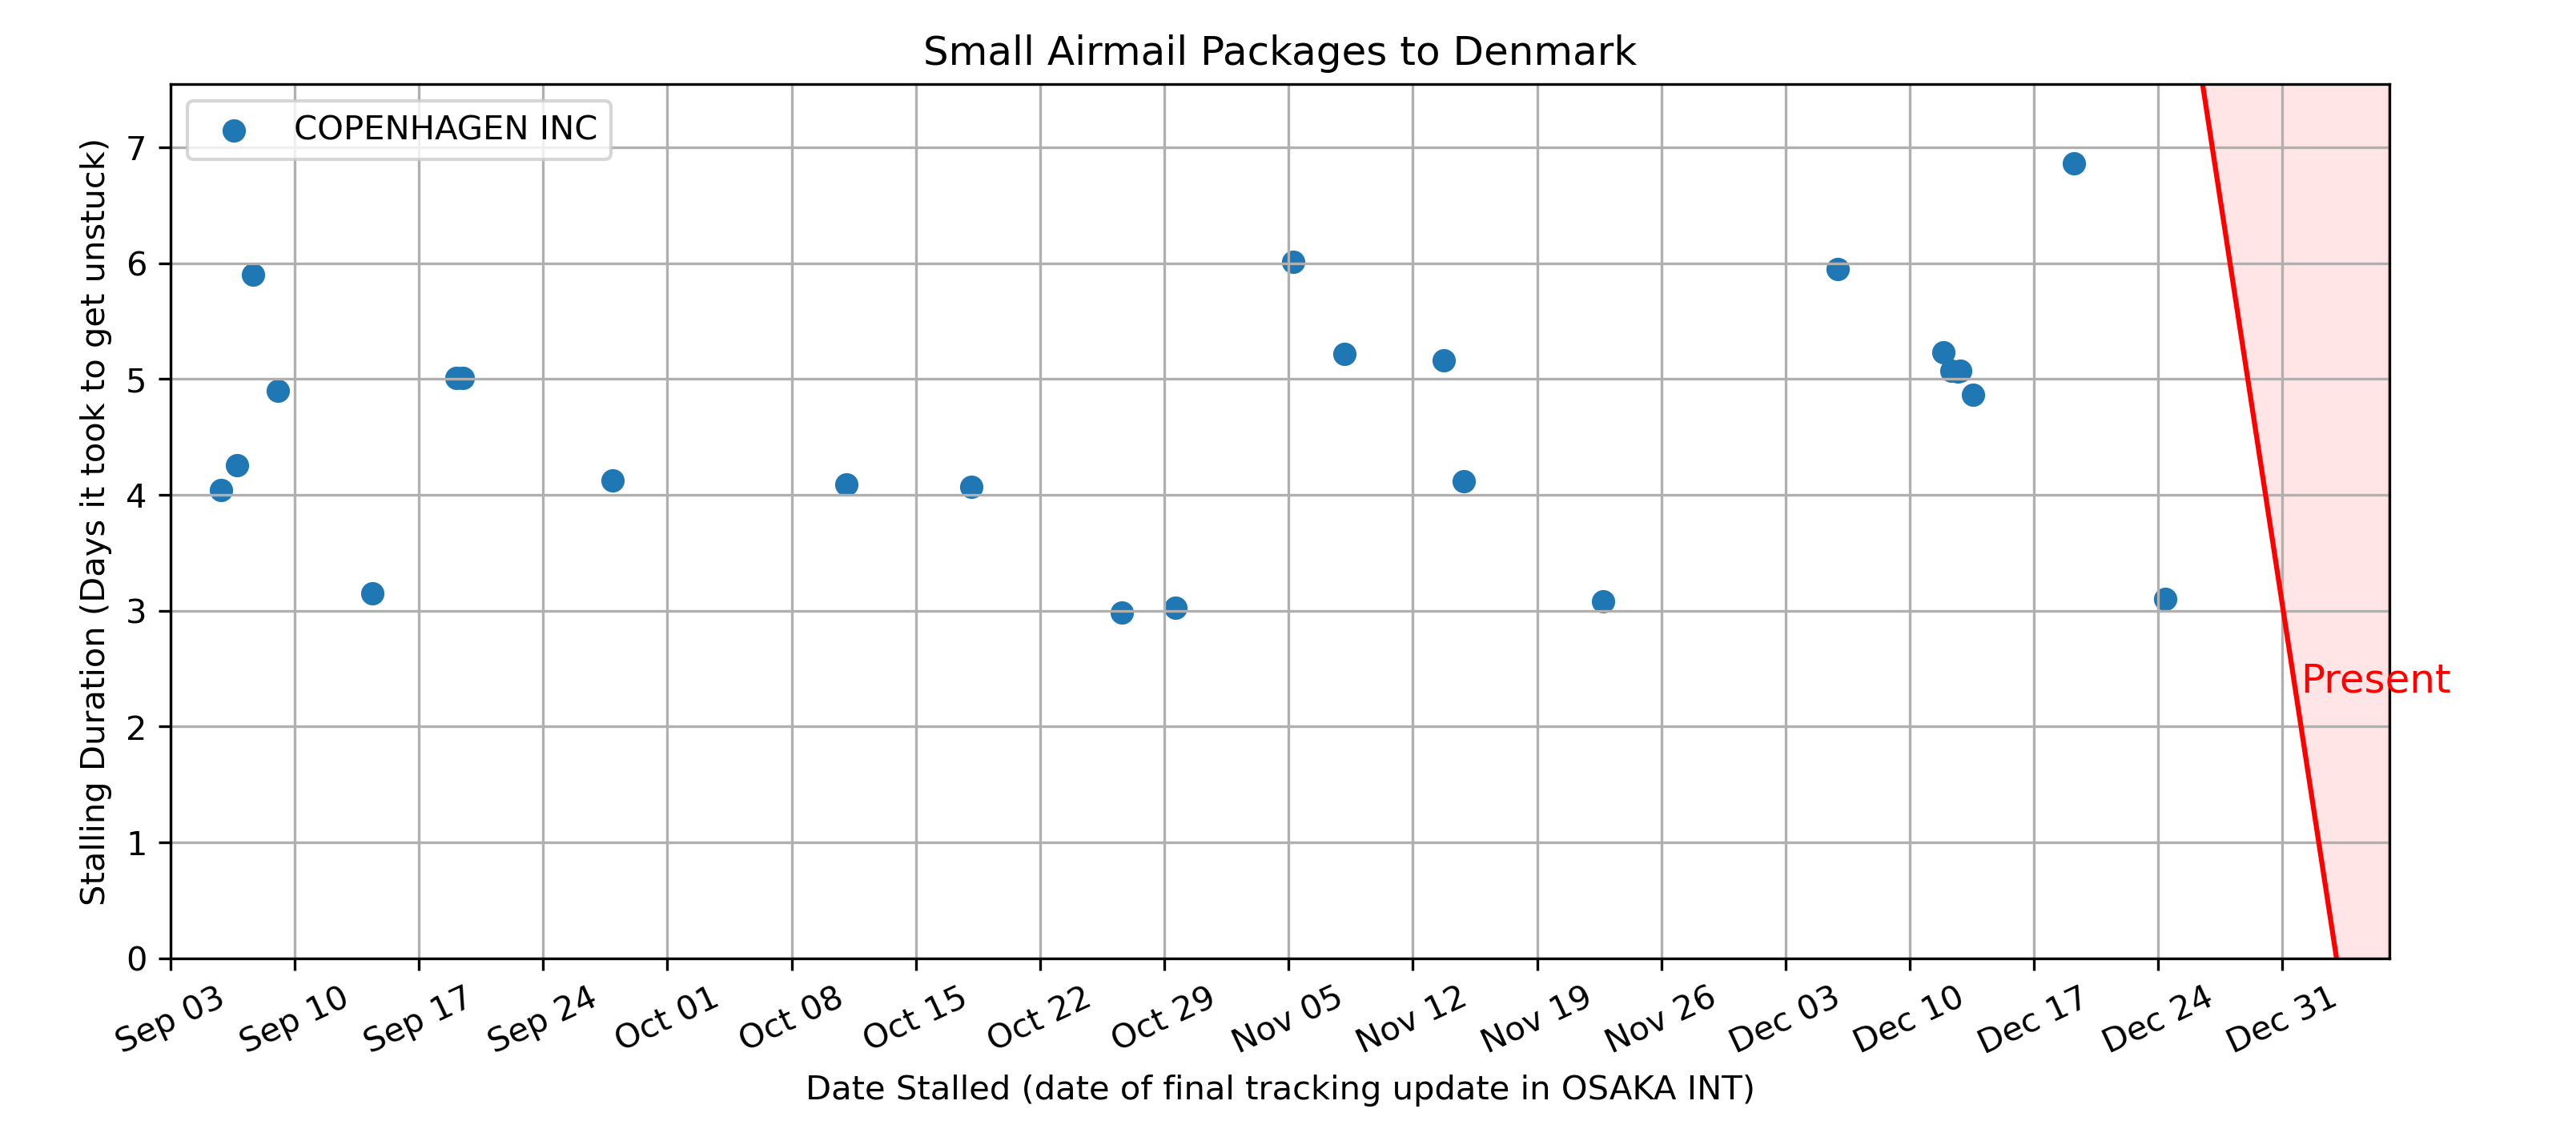 Small Airmail Packages to Denmark
COPENHAGEN INC
Stalling Duration (Days it took to get unstuck)
7
6
5
4
3
2
1
0
Present
Sep 03 Sep 10 Sep 17 Sep 24 Oct 01 Oct 08 Oct 15 Oct 22 Oct 29 Nov 05 Nov 12 Nov 19 Nov 26 Dec 03 Dec 10 Dec 17 Dec 24 Dec 31
Date Stalled (date of final tracking update in OSAKA INT)